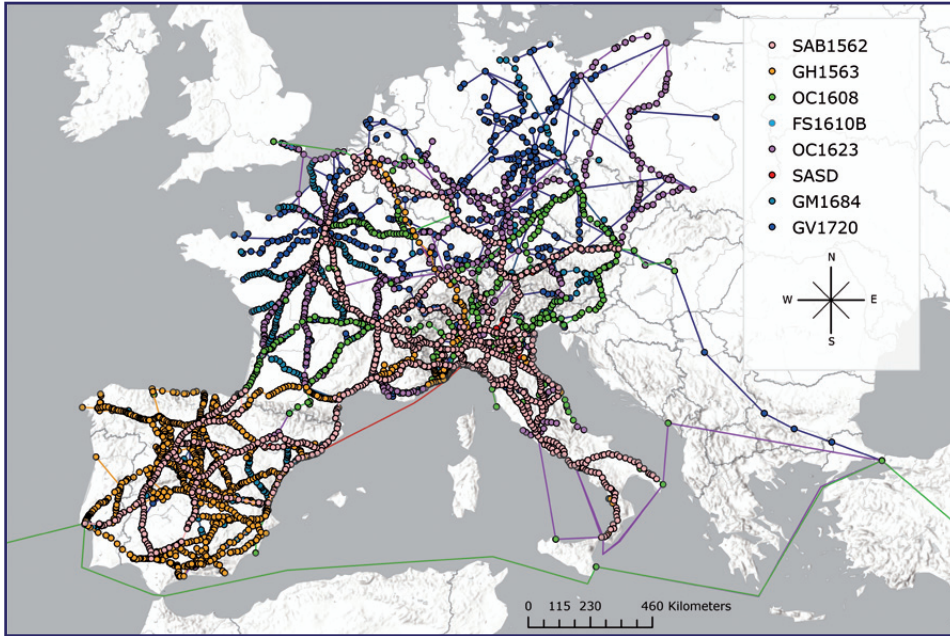 SAB1562
GH1563
OC1608
FS1610B
OC1623
SASD
GM1684
GV1720
N
W E
S
0 115 230 460 Kilometers